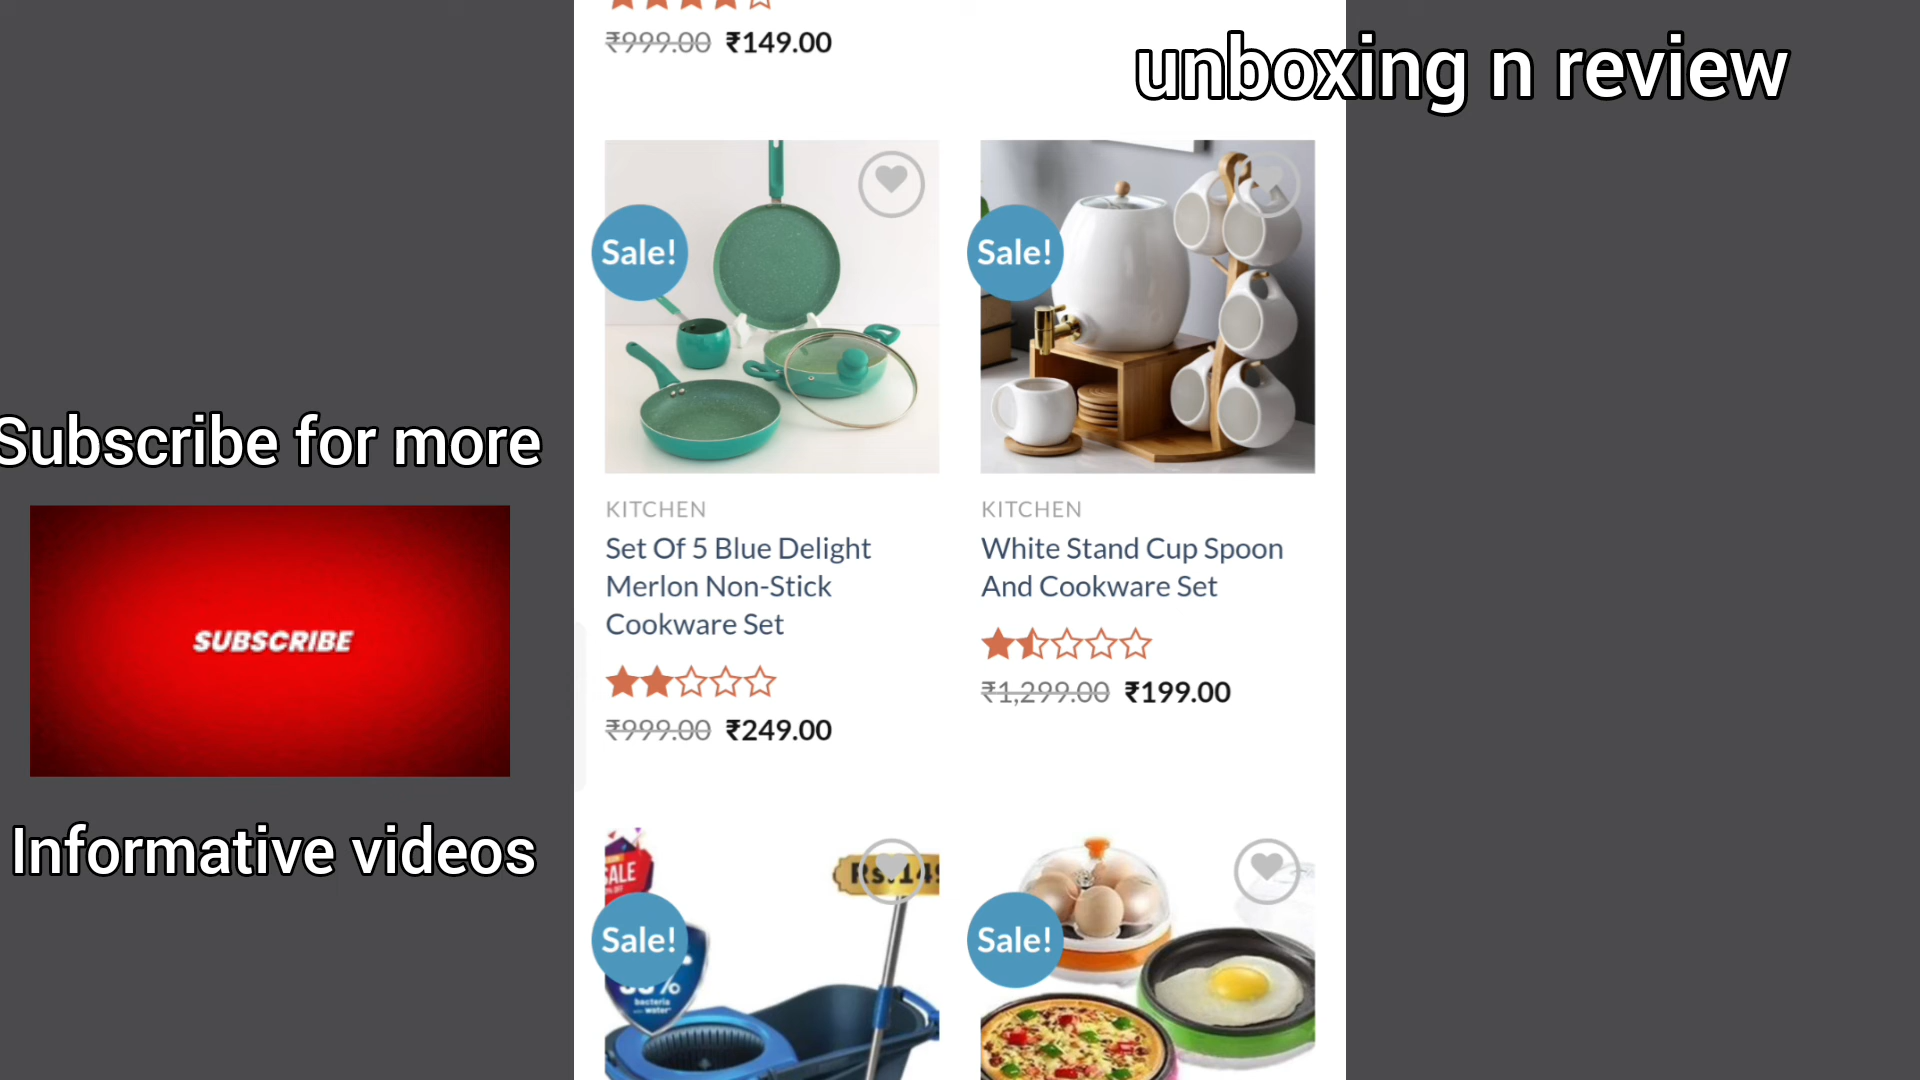 ₹999.00 ₹149.00
unboxing n review
Sale!
Sale!
KITCHEN
Set Of 5 Blue Delight
Merlon Non-Stick
Cookware Set
₹999.00 ₹249.00
KITCHEN
White Stand Cup Spoon
And Cookware Set
₹1,299.00 ₹199.00
Subscribe for more
SUBSCRIBE
Informative videos
SALE
Sale!
bacteria
water
Sale!